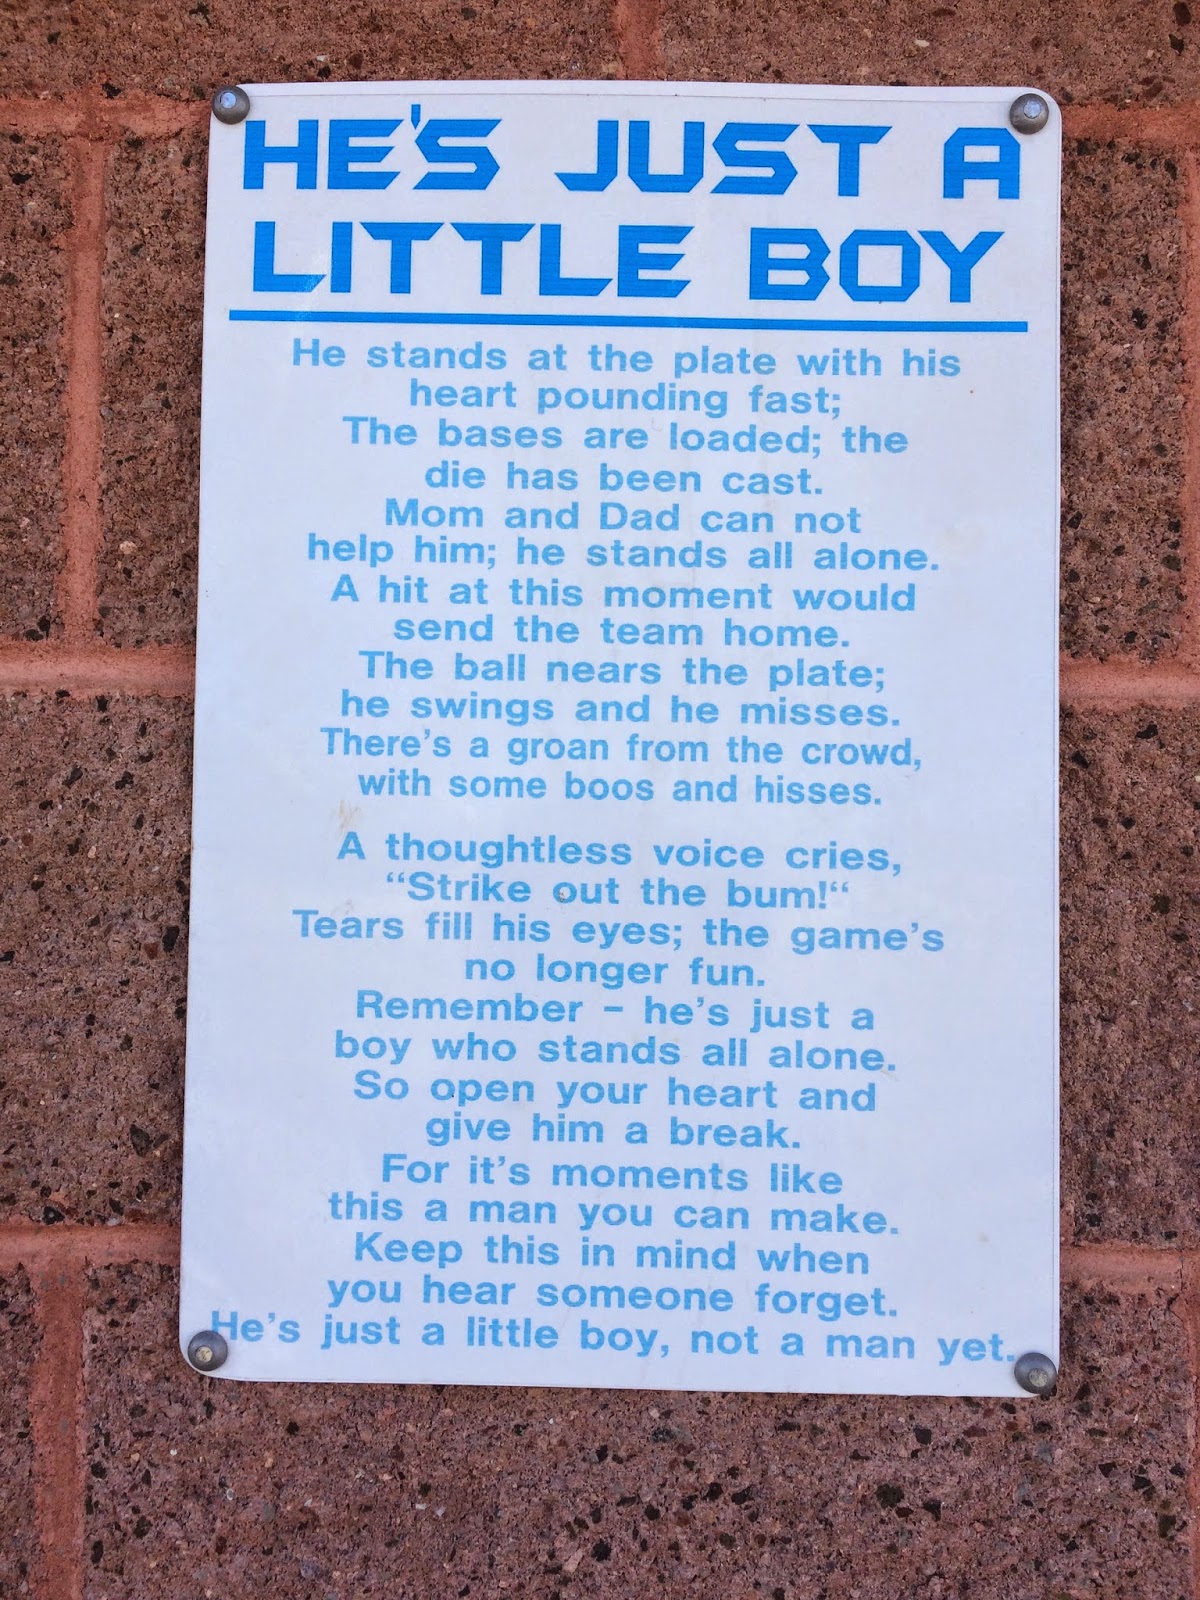 HE'S JUST A
LITTLE BOY
He stands at the plate with his
heart pounding fast;
The bases are loaded; the
die has been cast.
Mom and Dad can not
help him; he stands all alone.
A hit at this moment would
send the team home.
The ball nears the plate;
he swings and he misses.
There's a groan from the crowd,
with some boos and hisses.
A thoughtless voice cries,
“Strike out the bum!“
Tears fill his eyes; the game's
no longer fun.
Remember – he's just a
boy who stands all alone.
So open your heart and
give him a break.
For it's moments like
this a man you can make.
Keep this in mind when
you hear someone forget.
He's just a little boy, not a man yet.